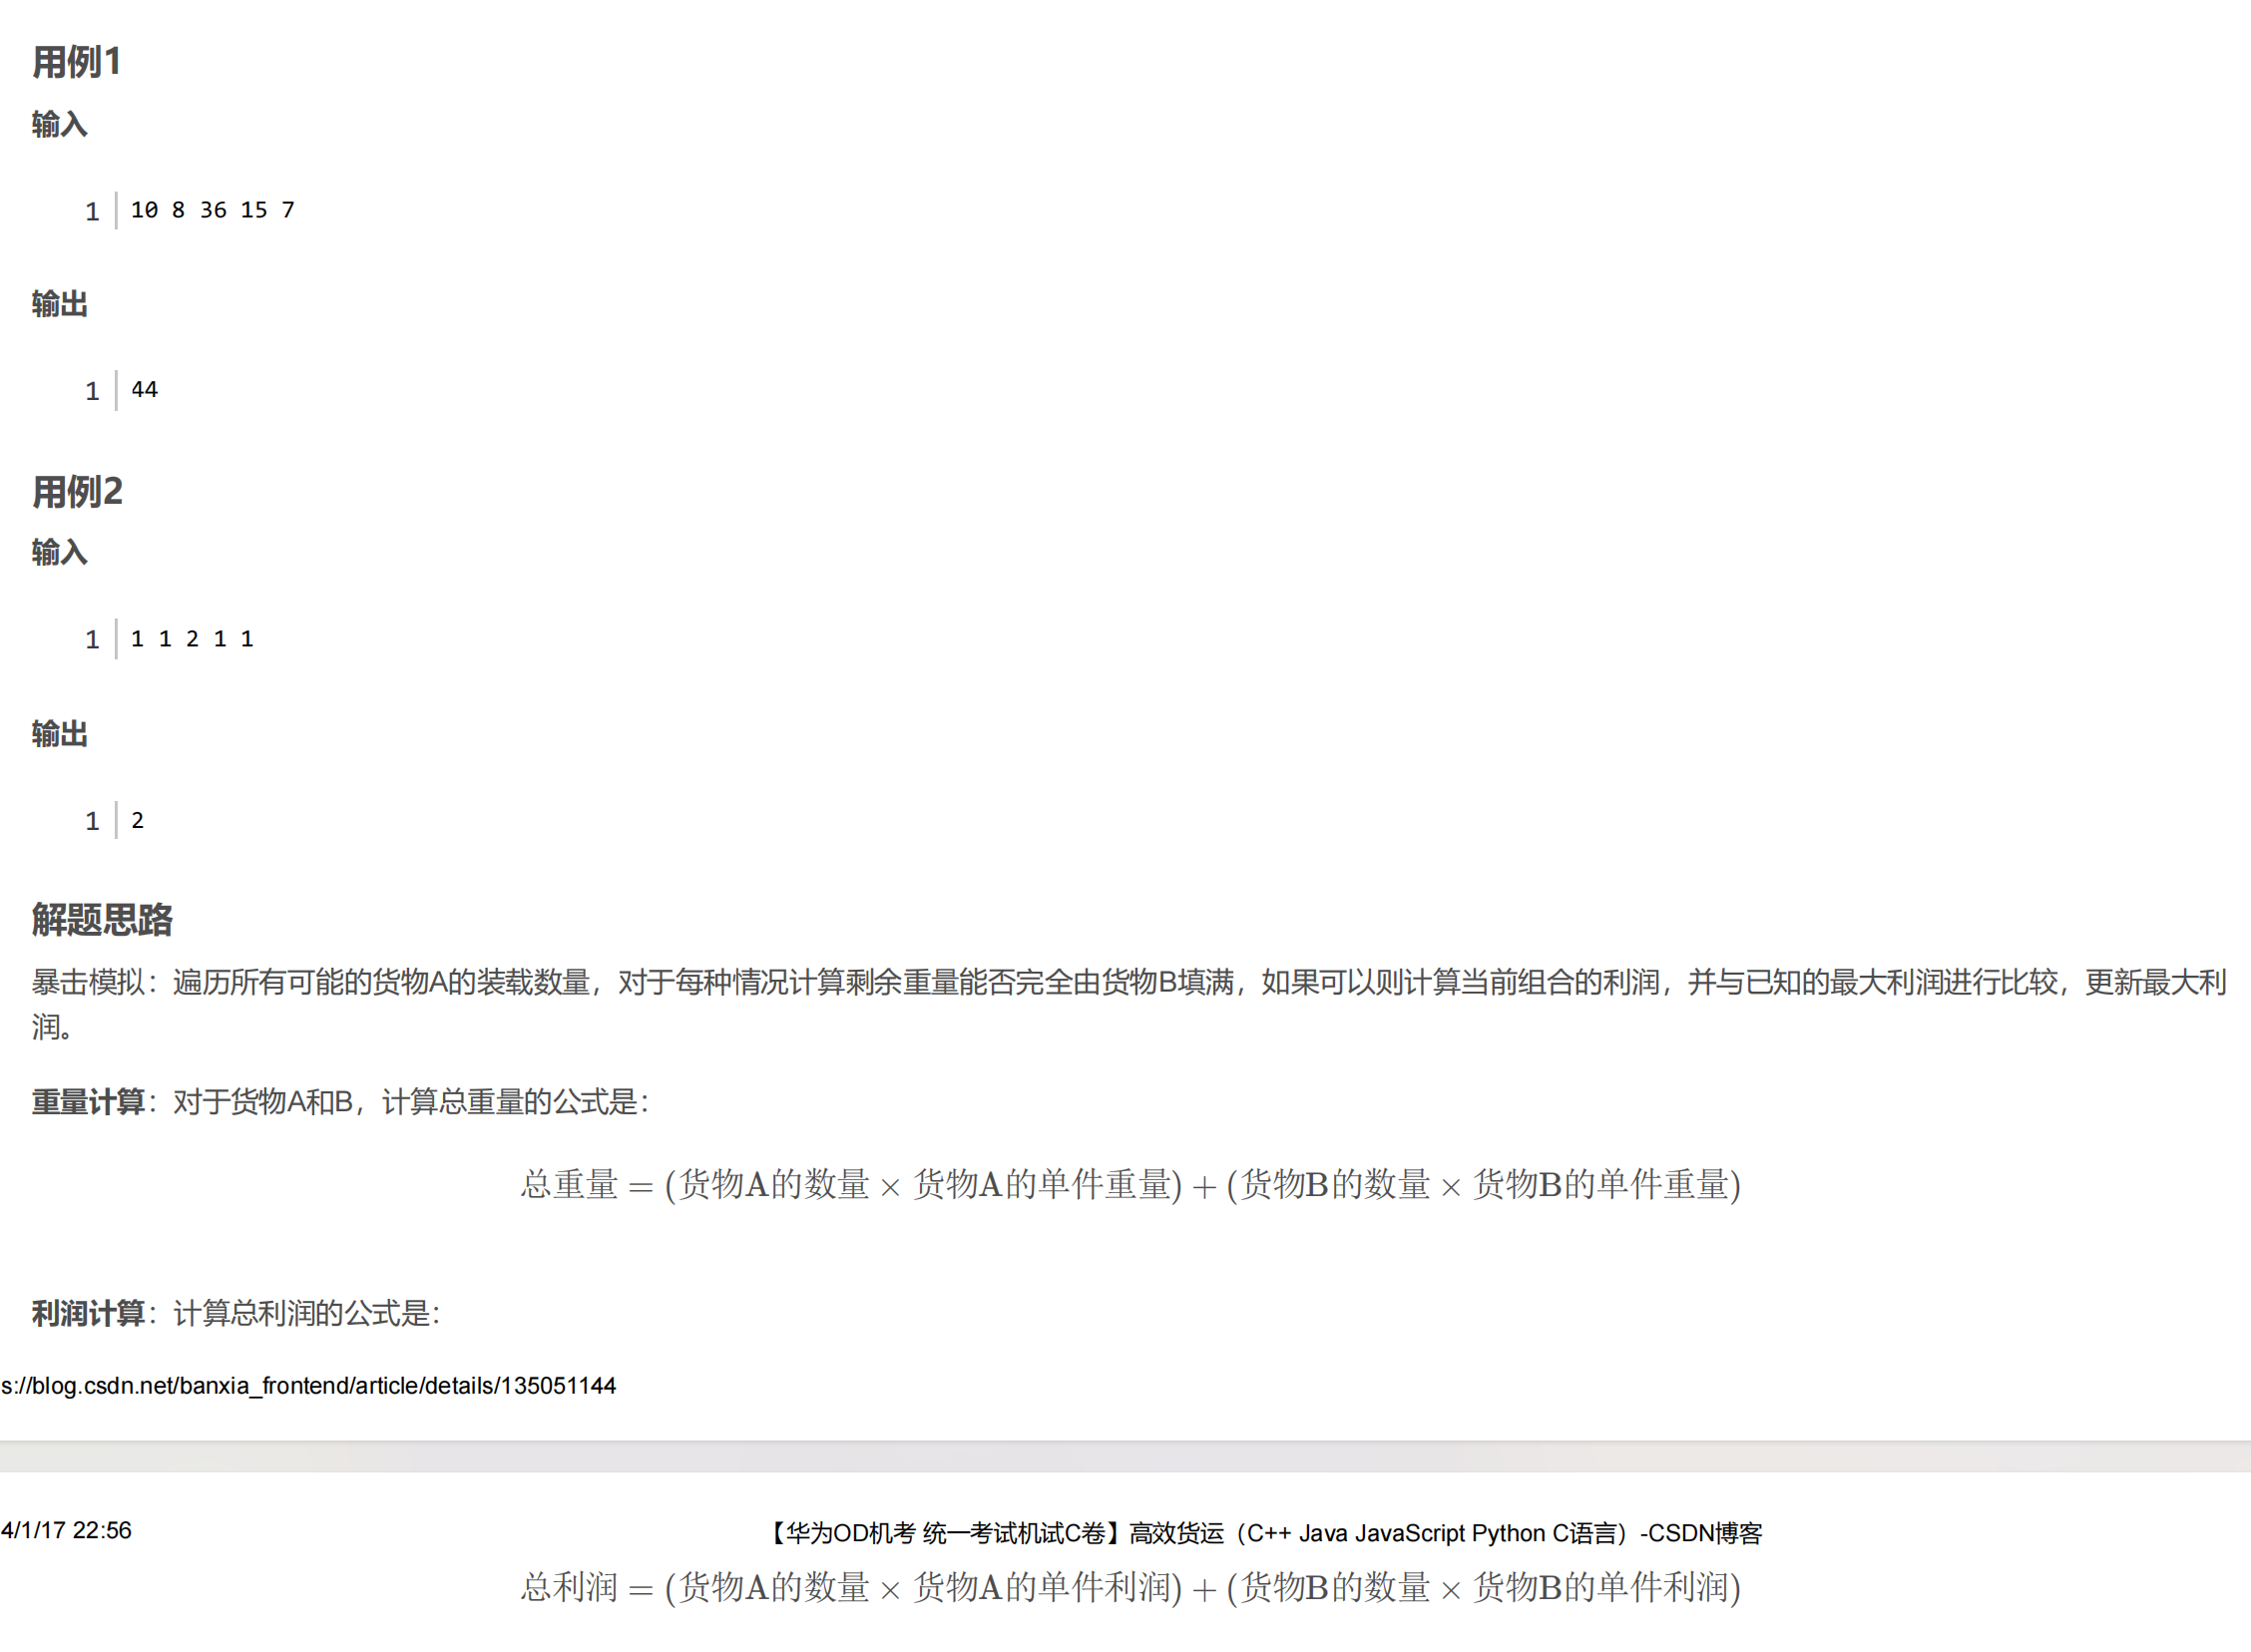 用例1
输入
1 10 8 36 15 7
输出
1 44
用例2
输入
1 1 1 2 1 1
输出
1 2
解题思路
暴击模拟：遍历所有可能的货物A的装载数量，对于每种情况计算剩余重量能否完全由货物B填满，如果可以则计算当前组合的利润，并与已知的最大利润进行比较，更新最大利
润。
重量计算：对于货物A和B，计算总重量的公式是：
总重量 = (货物A的数量 × 货物A的单件重量) + (货物B的数量 × 货物B的单件重量)
利润计算：计算总利润的公式是：
s://blog.csdn.net/banxia_frontend/article/details/135051144
4/1/17 22:56
【华为OD机考 统一考试机试C卷】高效货运（C++ Java JavaScript Python C语言）-CSDN博客
总利润 = (货物A的数量 × 货物A的单件利润) + (货物B的数量 × 货物B的单件利润)